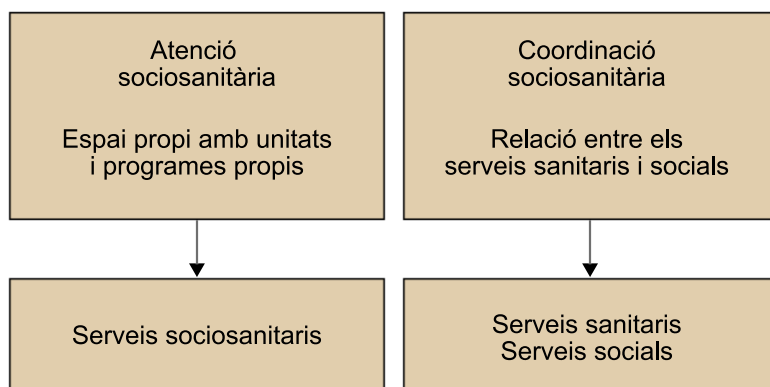 Atenció
sociosanitària
Espai propi amb unitats
i programes propis
Coordinació
sociosanitària
Relació entre els
serveis sanitaris i socials
Serveis sociosanitaris
Serveis sanitaris
Serveis socials